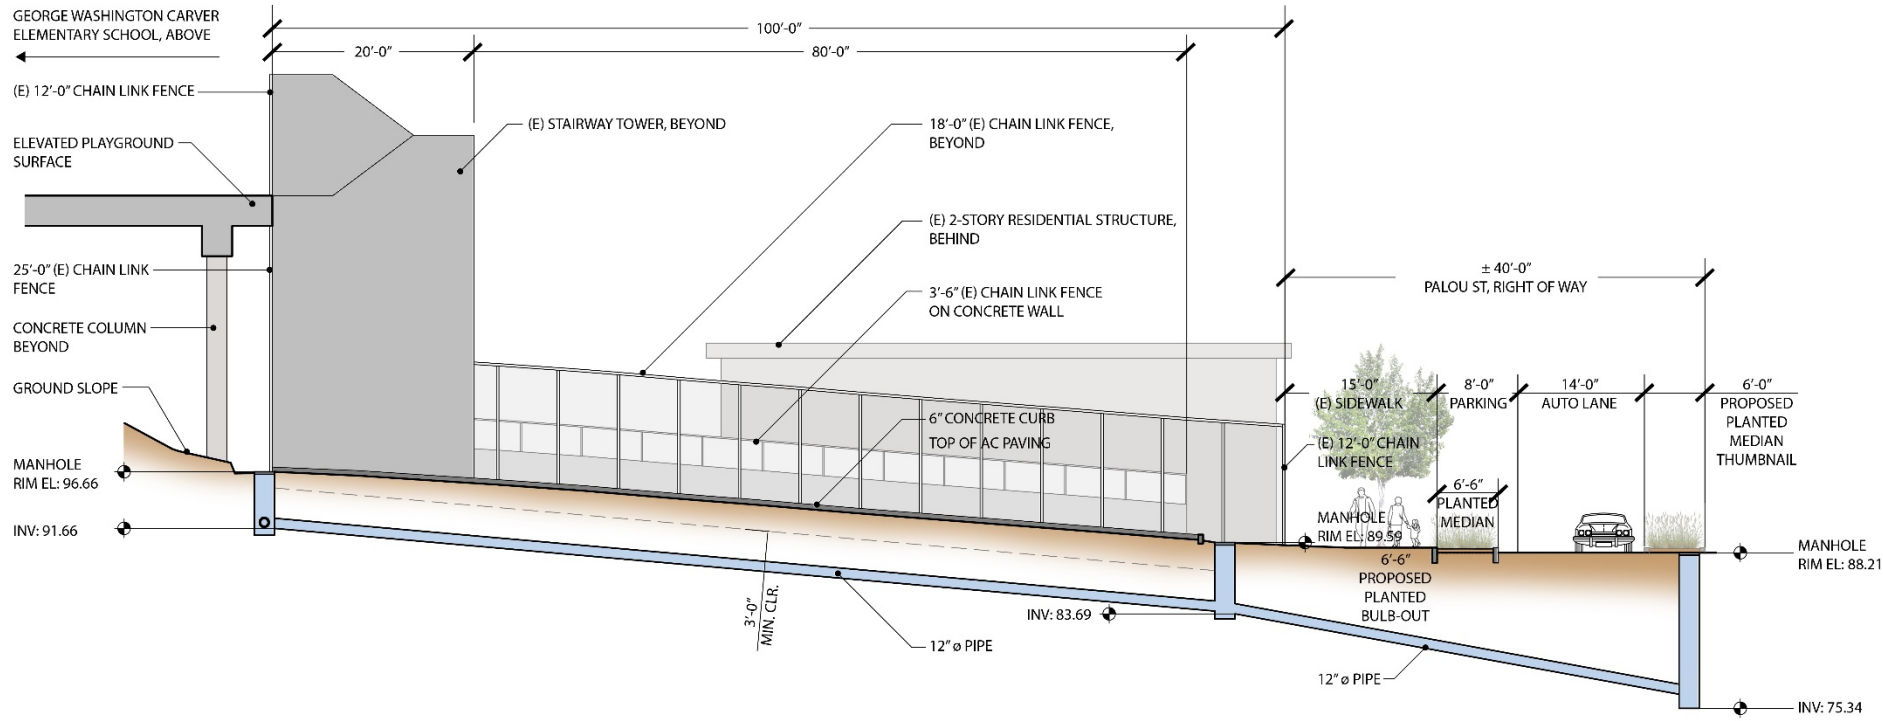 GEORGE WASHINGTON CARVER
ELEMENTARY SCHOOL, ABOVE
100'-0"
20'-0"
80'-0"
(E) 12'-0" CHAIN LINK FENCE
(E) STAIRWAY TOWER, BEYOND
18'-0" (E) CHAIN LINK FENCE,
BEYOND
ELEVATED PLAYGROUND
SURFACE
(E) 2-STORY RESIDENTIAL STRUCTURE,
BEHIND
25'-0" (E) CHAIN LINK
FENCE
± 40'-0"
PALOU ST, RIGHT OF WAY
3'-6" (E) CHAIN LINK FENCE
ON CONCRETE WALL
CONCRETE COLUMN
BEYOND
GROUND SLOPE
15'-0"
(E) SIDEWALK
8'-0"
PARKING
14'-0"
AUTO LANE
6'-0"
PROPOSED
PLANTED
MEDIAN
THUMBNAIL
6" CONCRETE CURB
TOP OF AC PAVING
(E) 12'-0" CHAIN
LINK FENCE
MANHOLE
RIM EL: 96.66
6'-6"
PLANTED
MEDIAN
MANHOLE
RIM EL: 89.59
INV: 91.66
MANHOLE
RIM EL: 88.21
6'-6"
PROPOSED
PLANTED
BULB-OUT
3'-0"
MIN. CLR.
INV: 83.69
12" ø PIPE
12" ø PIPE
INV: 75.34